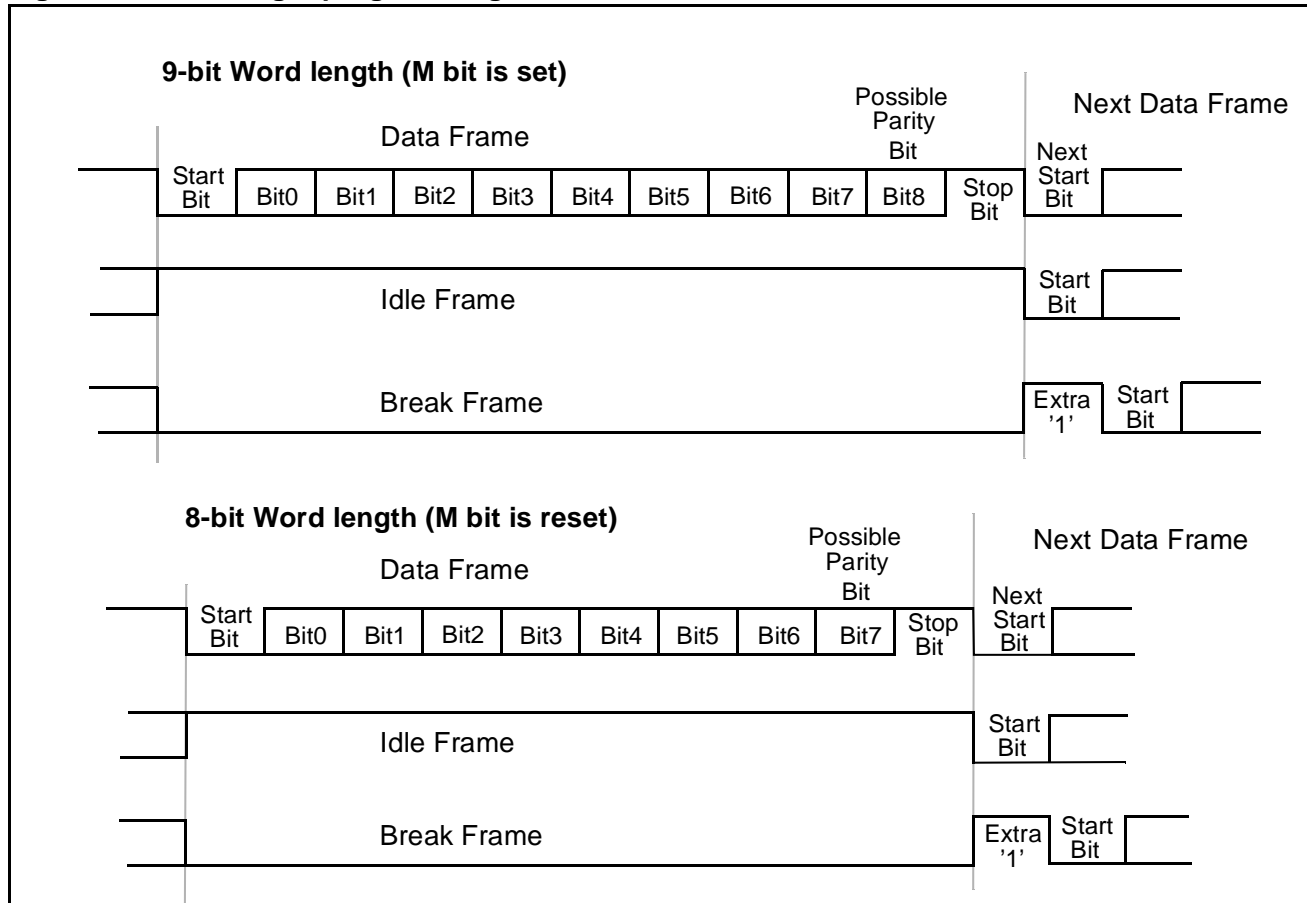 9-bit Word length (M bit is set)
Possible
Parity
Bit
Next Data Frame
Data Frame
Start
Bit
Bit0
Bit1
Bit2
Bit3
Bit4
Bit5
Bit6
Bit7
Bit8
Stop
Bit
Next
Start
Bit
Idle Frame
Start
Bit
Break Frame
Extra
'1'
Start
Bit
8-bit Word length (M bit is reset)
Possible
Parity
Bit
Next Data Frame
Data Frame
Start
Bit
Bit0
Bit1
Bit2
Bit3
Bit4
Bit5
Bit6
Bit7
Stop
Bit
Next
Start
Bit
Idle Frame
Start
Bit
Break Frame
Extra
'1'
Start
Bit